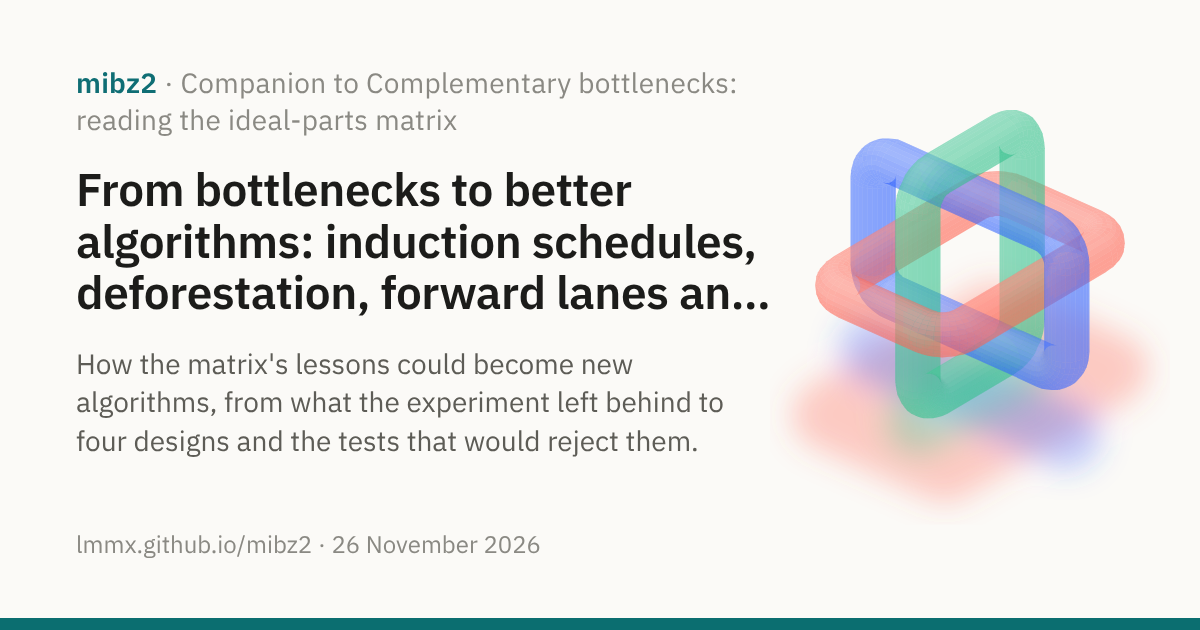 mibz2 · Companion to Complementary bottlenecks:
reading the ideal-parts matrix
From bottlenecks to better
algorithms: induction schedules,
deforestation, forward lanes an...
How the matrix's lessons could become new
algorithms, from what the experiment left behind to
four designs and the tests that would reject them.
lmmx.github.io/mibz2 · 26 November 2026